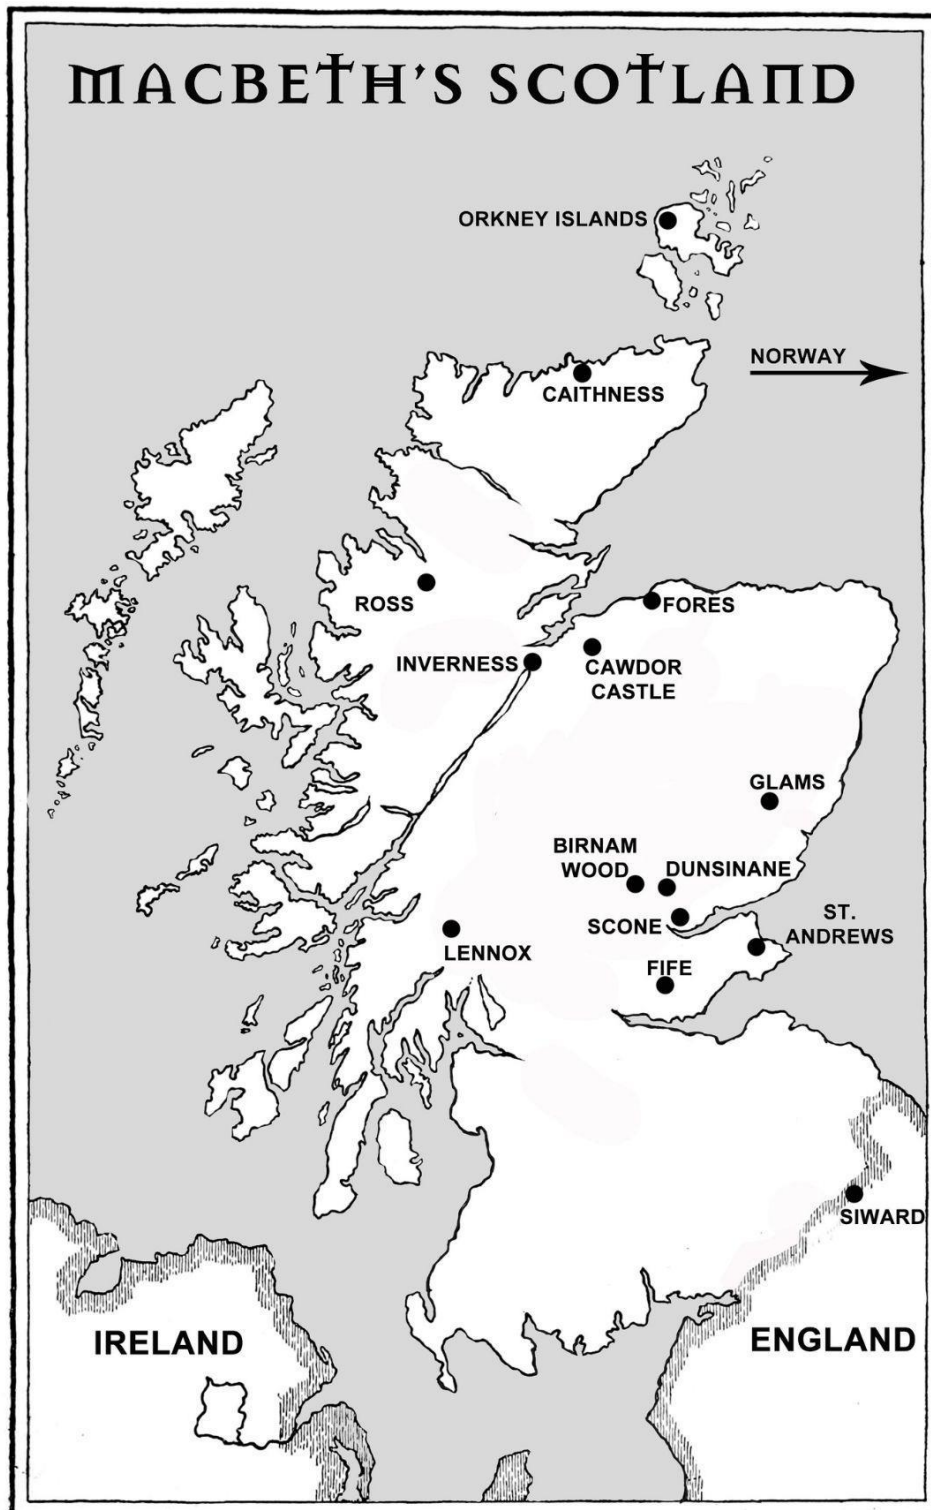 MACBETH'S SCOTLAND
ORKNEY ISLANDS
NORWAY
CAITHNESS
ROSS
FORES
INVERNESS
CAWDOR
CASTLE
GLAMS
BIRNAM
WOOD
DUNSINANE
SCONE
ST.
ANDREWS
LENNOX
FIFE
SIWARD
IRELAND
ENGLAND